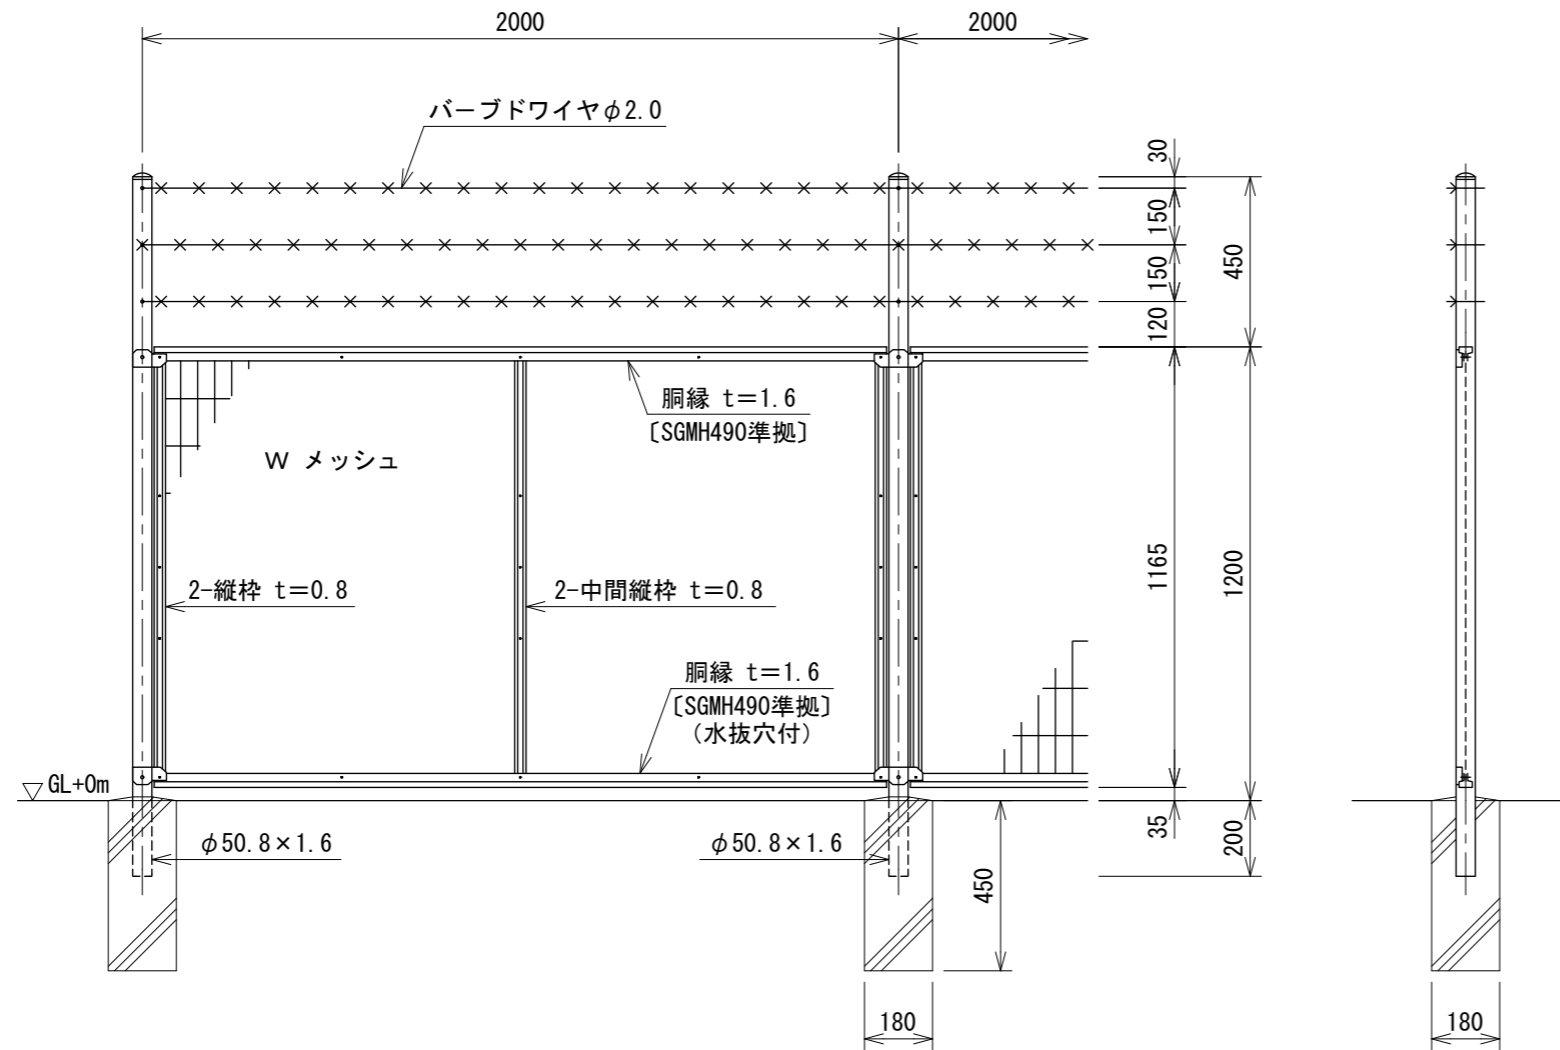 2000
2000
バーブドワイヤφ2.0
30
150
150
120
450
胴縁 t=1.6
〔SGMH490準拠〕
W メッシュ
1165
1200
2-縦枠 t=0.8
2-中間縦枠 t=0.8
胴縁 t=1.6
〔SGMH490準拠〕
(水抜穴付)
GL+0m
φ50.8×1.6
φ50.8×1.6
35
200
450
180
180